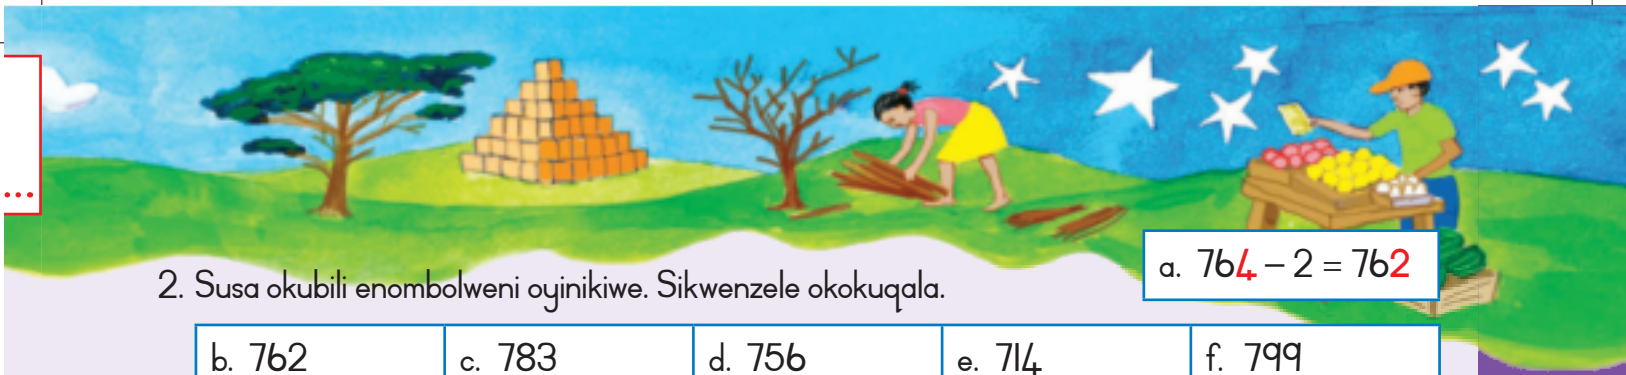 ...
a. 764 – 2 = 762
2. Susa okubili enombolweni oyinikiwe. Sikwenzele okokuqala.
b. 762 c. 783 d. 756 e. 714 f. 799